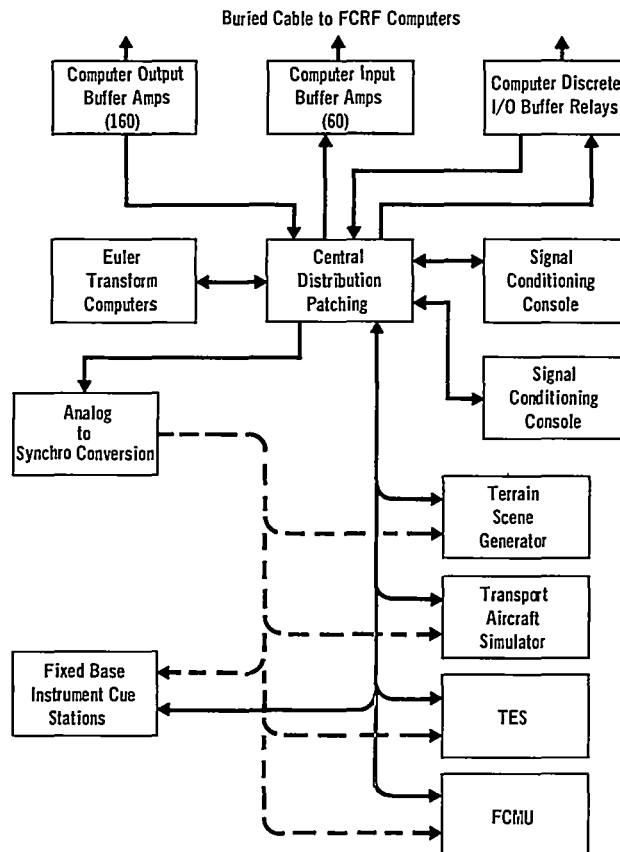 Buried Cable to FCRF Computers
Computer Output
Buffer Amps
(160)
Computer Input
Buffer Amps
(60)
Computer Discrete
I/O Buffer Relays
Euler
Transform
Computers
Central
Distribution
Patching
Signal
Conditioning
Console
Signal
Conditioning
Console
Analog
to
Synchro Conversion
Terrain
Scene
Generator
Transport
Aircraft
Simulator
Fixed Base
Instrument Cue
Stations
TES
FCMU